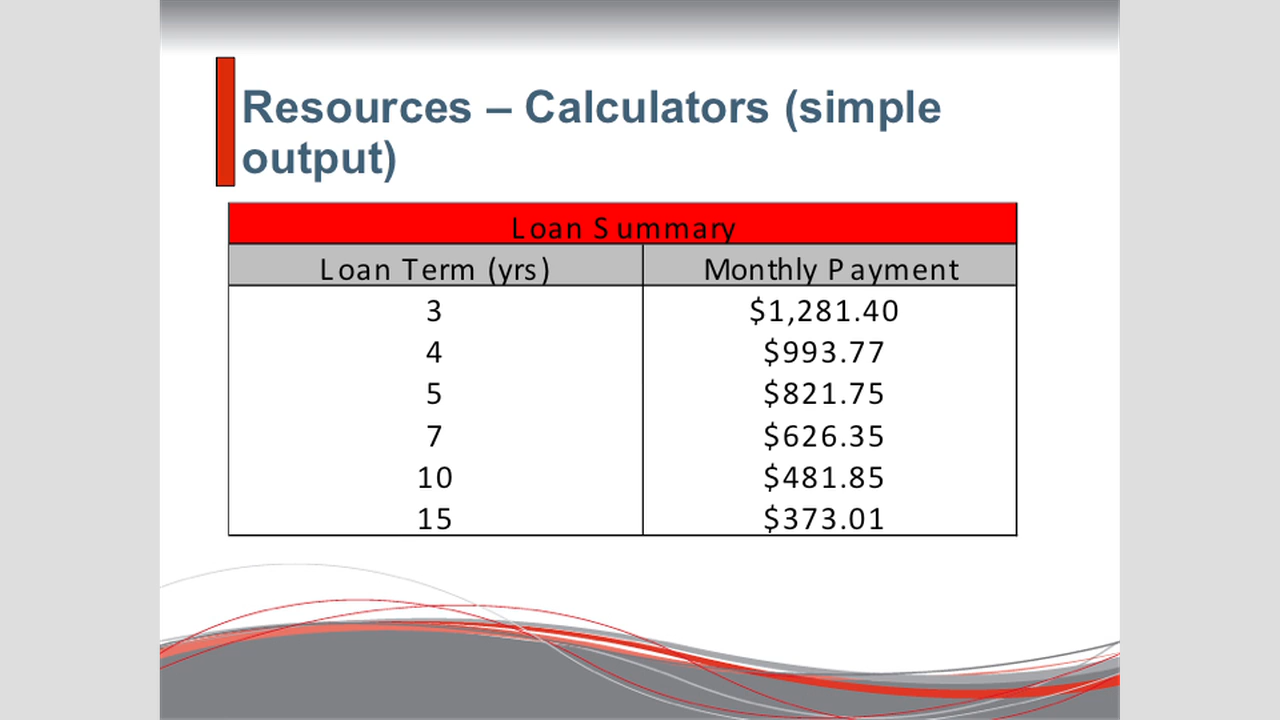 Resources – Calculators (simple
output)
Loan Summary
Loan Term (yrs) Monthly Payment
3 $1,281.40
4 $993.77
5 $821.75
7 $626.35
10 $481.85
15 $373.01